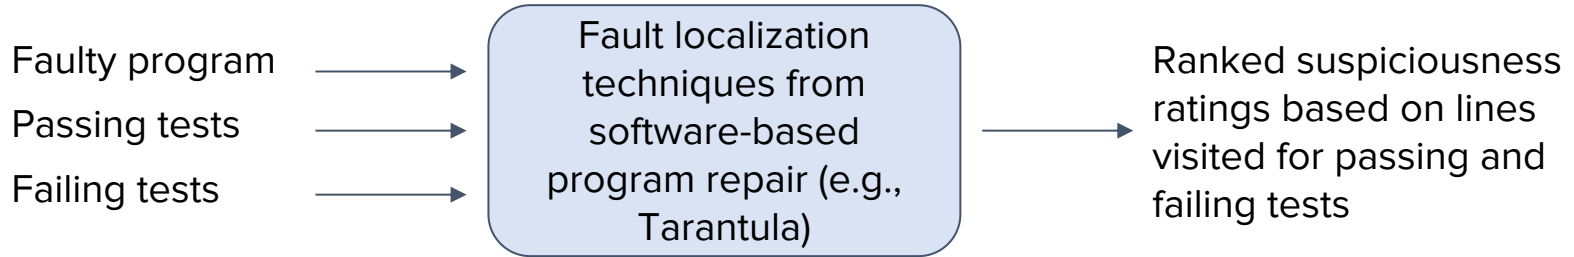 Faulty program
Passing tests
Failing tests
Fault localization
techniques from
software-based
program repair (e.g.,
Tarantula)
Ranked suspiciousness
ratings based on lines
visited for passing and
failing tests